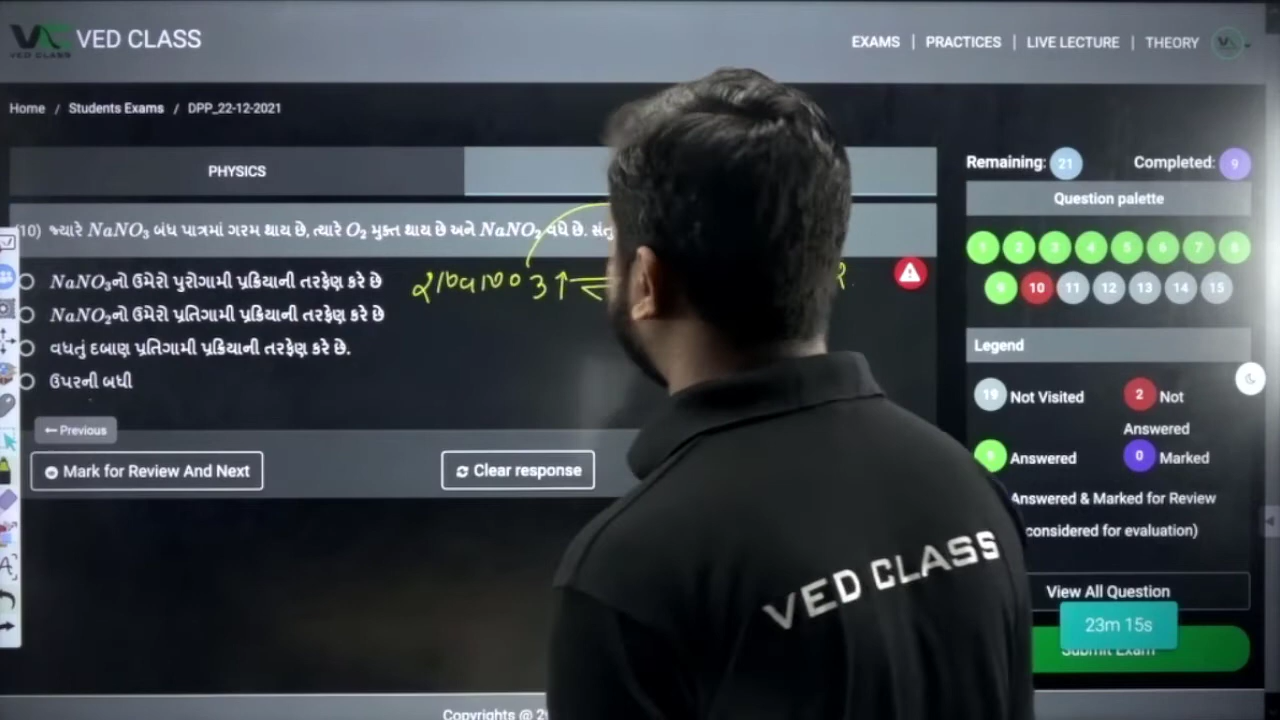 VED CLASS
VED CLASS
EXAMS | PRACTICES | LIVE LECTURE | THEORY
Home / Students Exams / DPP_22-12-2021
PHYSICS
Remaining: 21 Completed: 9
Question palette
(10) જ્યારે NaNO3 બંધ પાત્રમાં ગરમ થાય છે, ત્યારે O2 મુક્ત થાય છે અને NaNO2 વધે છે.
1 2 3 4 5 6 7 8
9 10 11 12 13 14 15
NaNO3નો ઉમેરો પુરોગામી પ્રક્રિયાની તરફેણ કરે છે
NaNO2નો ઉમેરો પ્રતિગામી પ્રક્રિયાની તરફેણ કરે છે
વધતું દબાણ પ્રતિગામી પ્રક્રિયાની તરફેણ કરે છે.
ઉપરની બધી
Legend
19 Not Visited 2 Not Answered
9 Answered 0 Marked
Answered & Marked for Review
considered for evaluation)
← Previous
Mark for Review And Next
Clear response
View All Question
23m 15s
Submit Exam
VED CLASS
Copyrights @